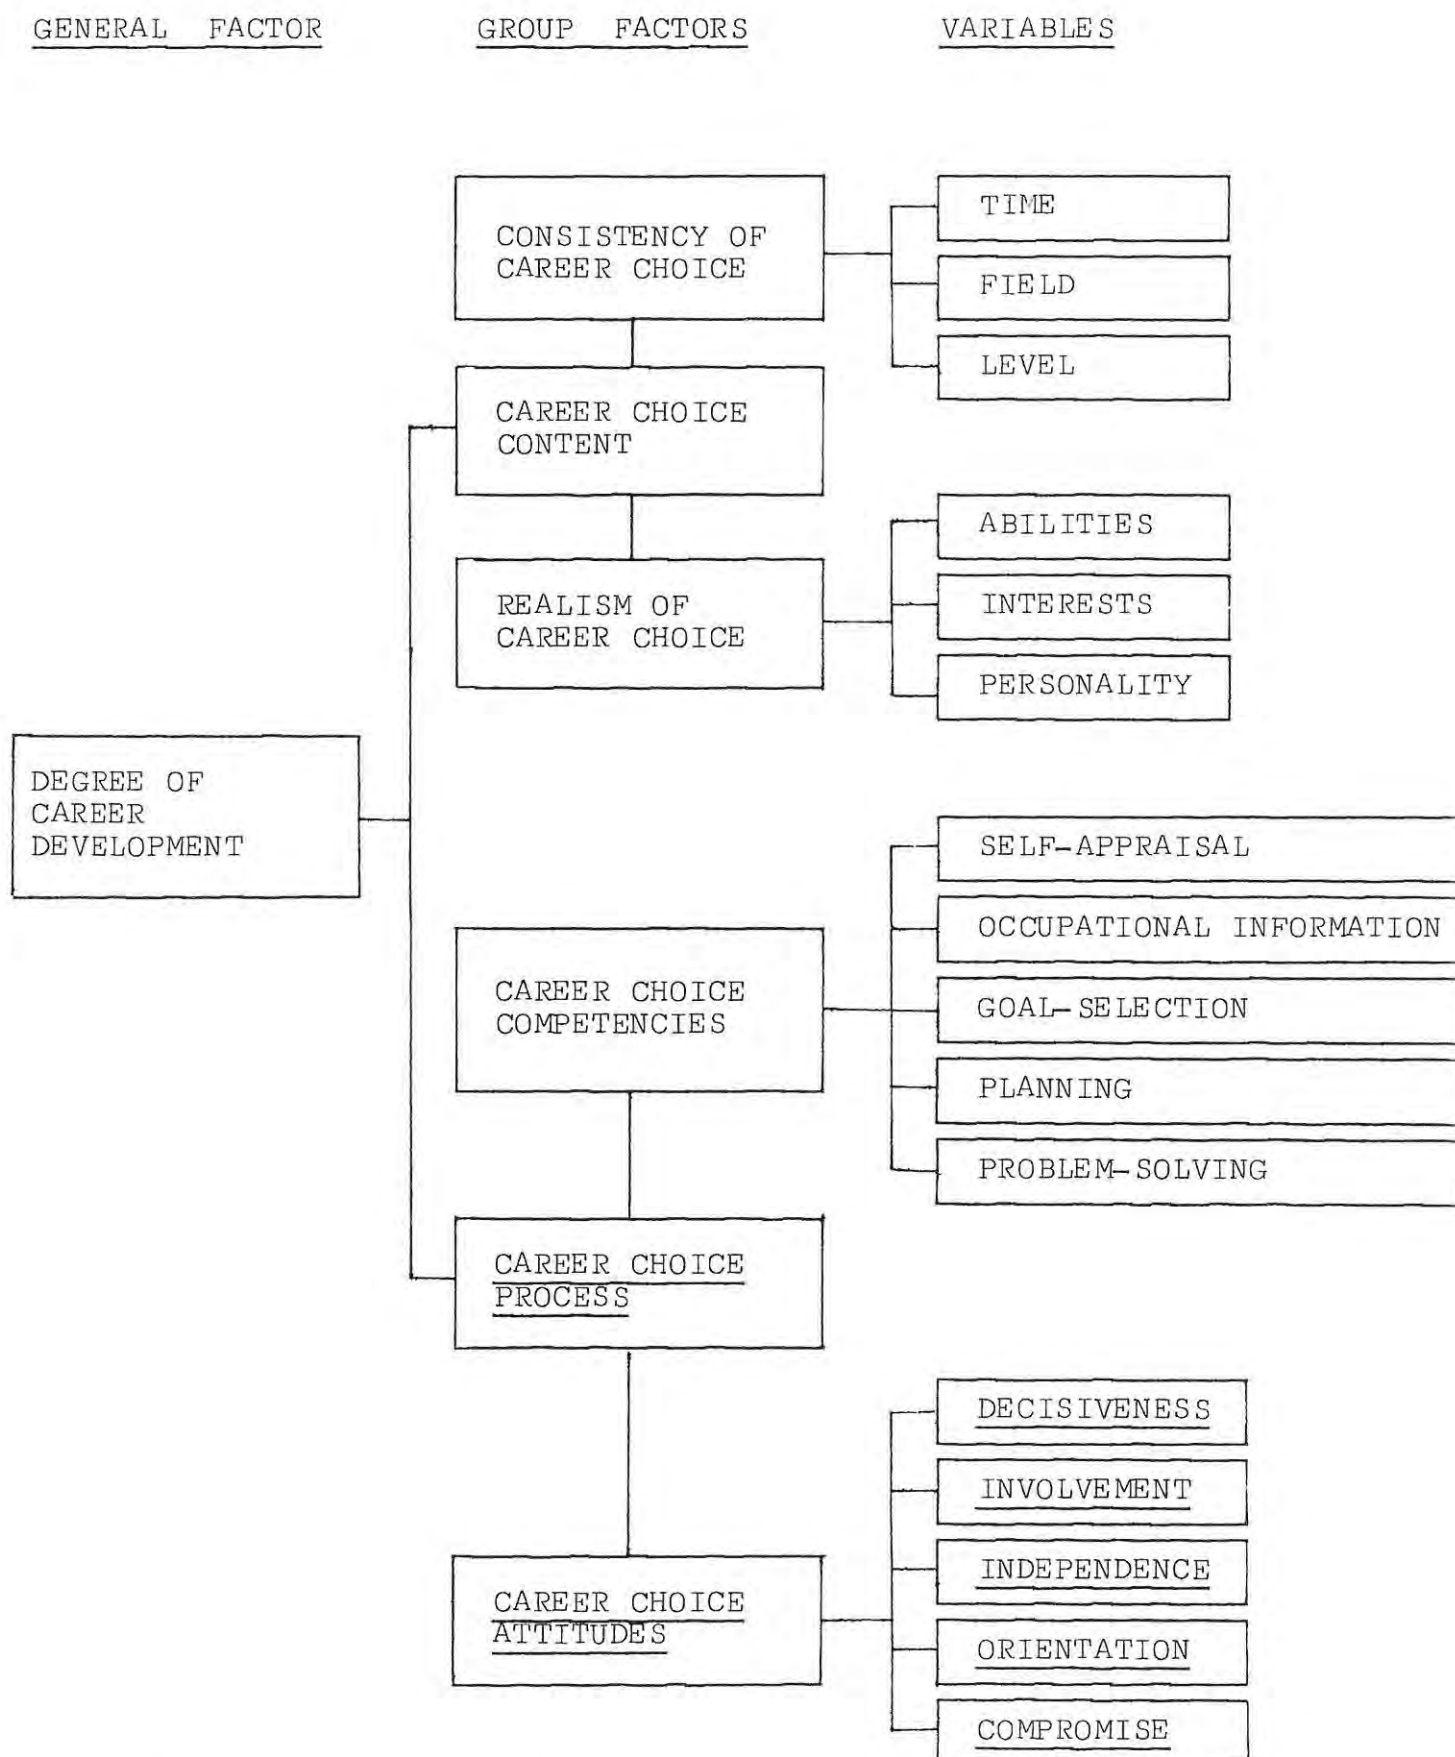 GENERAL FACTOR
GROUP FACTORS
VARIABLES
CONSISTENCY OF
CAREER CHOICE
TIME
FIELD
LEVEL
CAREER CHOICE
CONTENT
REALISM OF
CAREER CHOICE
ABILITIES
INTERESTS
PERSONALITY
DEGREE OF
CAREER
DEVELOPMENT
CAREER CHOICE
COMPETENCIES
SELF-APPRAISAL
OCCUPATIONAL INFORMATION
GOAL-SELECTION
PLANNING
PROBLEM-SOLVING
CAREER CHOICE
PROCESS
CAREER CHOICE
ATTITUDES
DECISIVENESS
INVOLVEMENT
INDEPENDENCE
ORIENTATION
COMPROMISE